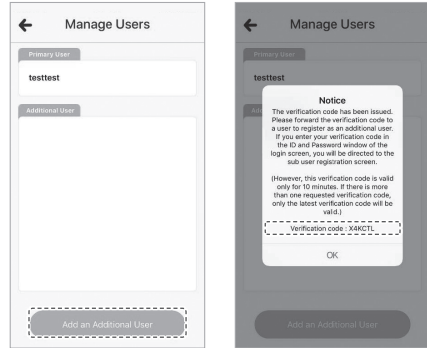 Manage Users
Primary User
testtest
Additional User
Add an Additional User
Manage Users
Primary User
testtest
Notice
The verification code has been issued.
Please forward the verification code to
a user to register as an additional user.
If you enter your verification code in
the ID and Password window of the
login screen, you will be directed to the
sub user registration screen.
(However, this verification code is valid
only for 10 minutes. If there is more
than one requested verification code,
only the latest verification code will be
valid.)
Verification code : X4KCTL
OK
Add an Additional User